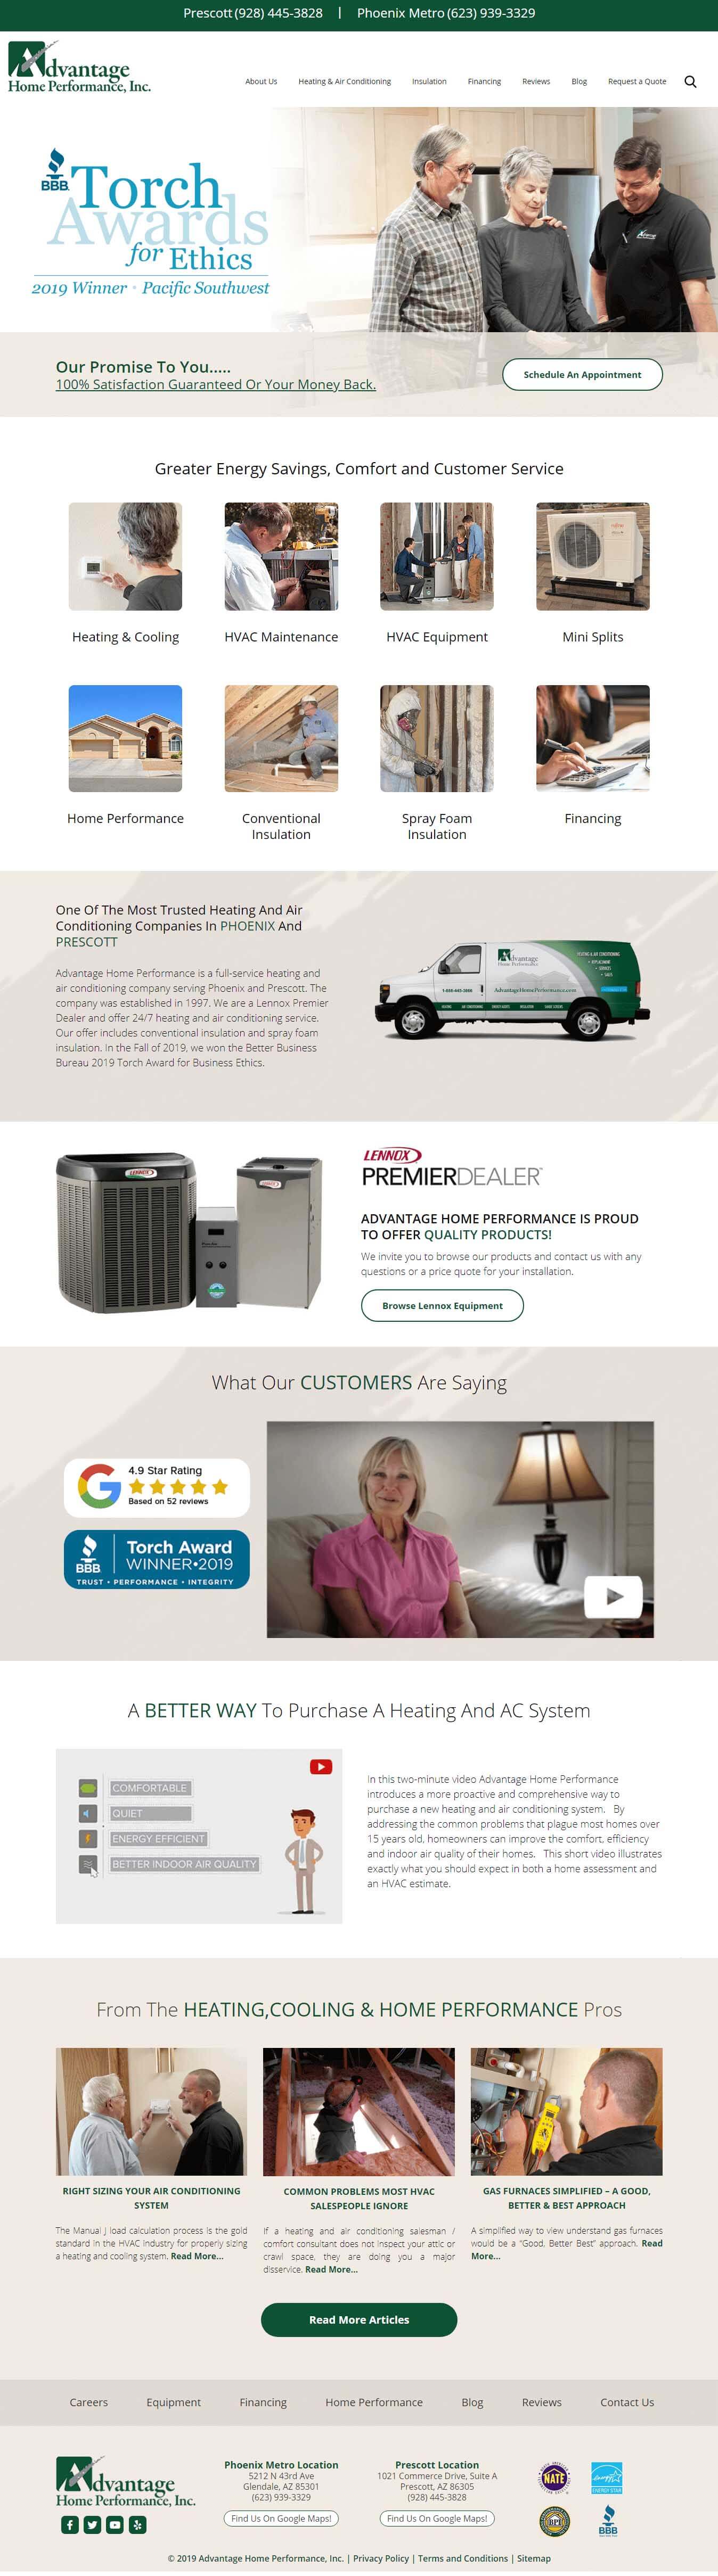 Prescott (928) 445-3828 | Phoenix Metro (623) 939-3329
Advantage
Home Performance, Inc.
About Us
Heating & Air Conditioning
Insulation
Financing
Reviews
Blog
Request a Quote
BBB.
Torch
Awards
for Ethics
2019 Winner • Pacific Southwest
Our Promise To You.....
100% Satisfaction Guaranteed Or Your Money Back.
Schedule An Appointment
Greater Energy Savings, Comfort and Customer Service
Heating & Cooling
HVAC Maintenance
HVAC Equipment
Mini Splits
Home Performance
Conventional
Insulation
Spray Foam
Insulation
Financing
One Of The Most Trusted Heating And Air
Conditioning Companies In PHOENIX And
PRESCOTT
Advantage Home Performance is a full-service heating and
air conditioning company serving Phoenix and Prescott. The
company was established in 1997. We are a Lennox Premier
Dealer and offer 24/7 heating and air conditioning service.
Our offer includes conventional insulation and spray foam
insulation. In the Fall of 2019, we won the Better Business
Bureau 2019 Torch Award for Business Ethics.
Advantage
Home Performance
AdvantageHomePerformance.com
LENNOX
LENNOX
LENNOX
PREMIERDEALER™
ADVANTAGE HOME PERFORMANCE IS PROUD
TO OFFER QUALITY PRODUCTS!
We invite you to browse our products and contact us with any
questions or a price quote for your installation.
Browse Lennox Equipment
What Our CUSTOMERS Are Saying
4.9 Star Rating
Based on 52 reviews
BBB
Torch Award
WINNER•2019
TRUST • PERFORMANCE • INTEGRITY
A BETTER WAY To Purchase A Heating And AC System
COMFORTABLE
QUIET
ENERGY EFFICIENT
BETTER INDOOR AIR QUALITY
In this two-minute video Advantage Home Performance
introduces a more proactive and comprehensive way to
purchase a new heating and air conditioning system. By
addressing the common problems that plague most homes over
15 years old, homeowners can improve the comfort, efficiency
and indoor air quality of their homes. This short video illustrates
exactly what you should expect in both a home assessment and
an HVAC estimate.
From The HEATING,COOLING & HOME PERFORMANCE Pros
RIGHT SIZING YOUR AIR CONDITIONING
SYSTEM
The Manual J load calculation process is the gold
standard in the HVAC industry for properly sizing
a heating and cooling system. Read More...
COMMON PROBLEMS MOST HVAC
SALESPEOPLE IGNORE
If a heating and air conditioning salesman /
comfort consultant does not inspect your attic or
crawl space, they are doing you a major
disservice. Read More...
GAS FURNACES SIMPLIFIED – A GOOD,
BETTER & BEST APPROACH
A simplified way to view understand gas furnaces
would be a “Good, Better Best” approach. Read
More...
Read More Articles
Careers
Equipment
Financing
Home Performance
Blog
Reviews
Contact Us
Advantage
Home Performance, Inc.
Phoenix Metro Location
5212 N 43rd Ave
Glendale, AZ 85301
(623) 939-3329
Find Us On Google Maps!
Prescott Location
1021 Commerce Drive, Suite A
Prescott, AZ 86305
(928) 445-3828
Find Us On Google Maps!
NATE
ENERGY STAR
BPI
BBB
© 2019 Advantage Home Performance, Inc. | Privacy Policy | Terms and Conditions | Sitemap